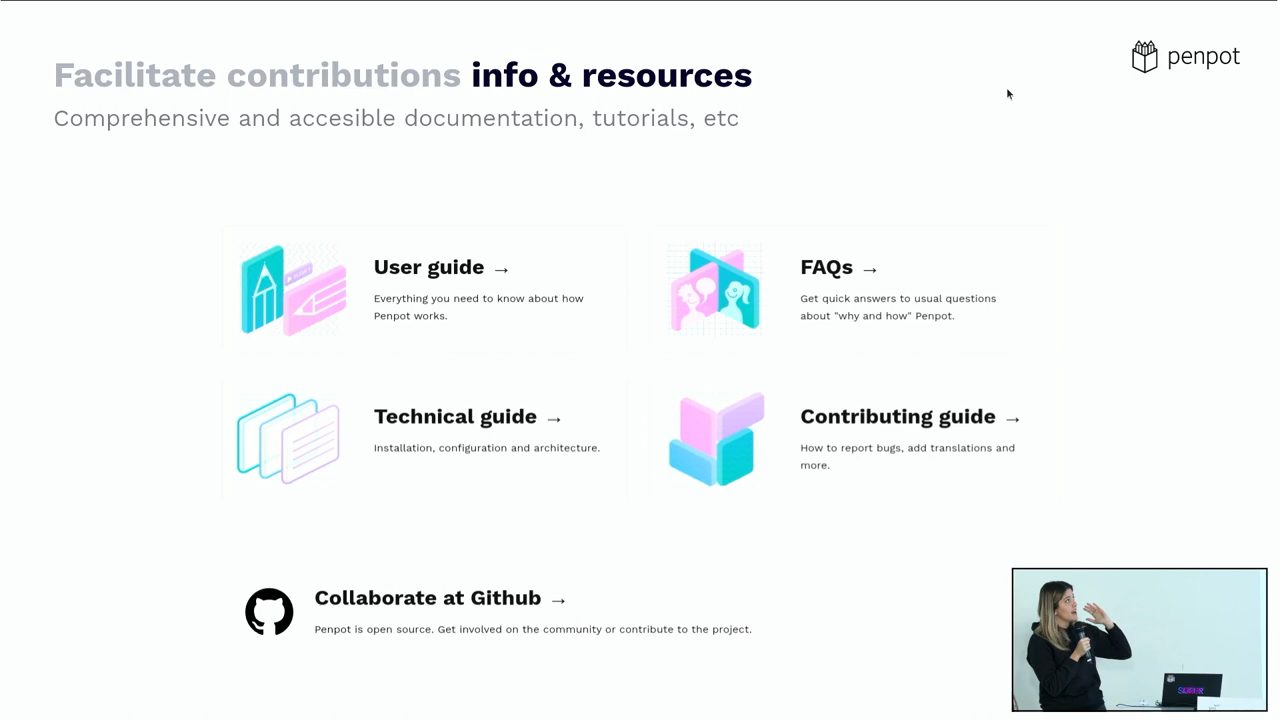 Facilitate contributions info & resources
penpot
Comprehensive and accesible documentation, tutorials, etc
User guide →
Everything you need to know about how
Penpot works.
FAQs →
Get quick answers to usual questions
about "why and how" Penpot.
Technical guide →
Installation, configuration and architecture.
Contributing guide →
How to report bugs, add translations and
more.
Collaborate at Github →
Penpot is open source. Get involved on the community or contribute to the project.